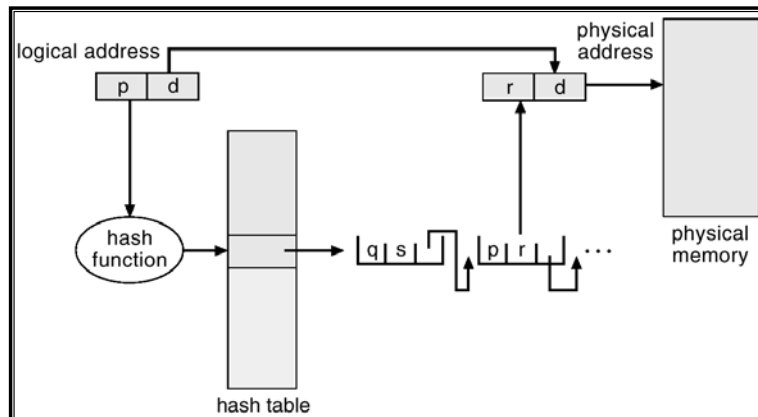 logical address
physical
address
p d
r d
hash
function
q s
p r
...
physical
memory
hash table